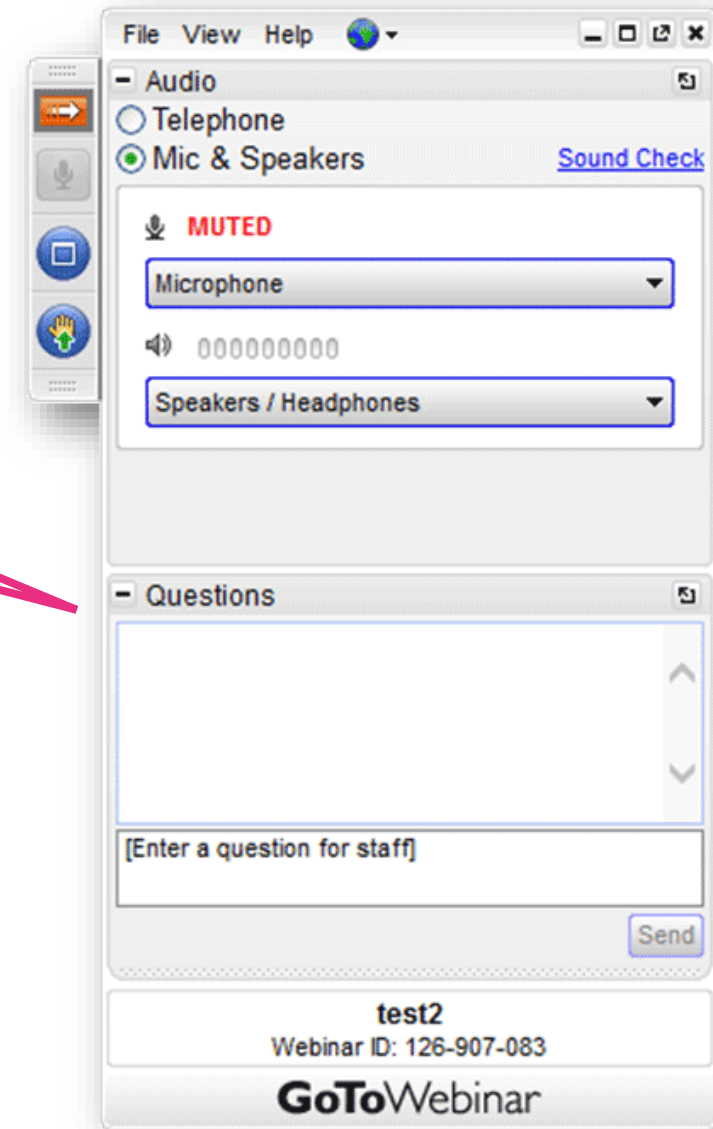 File View Help
Audio
Telephone
Mic & Speakers Sound Check
MUTED
Microphone
000000000
Speakers / Headphones
Questions
[Enter a question for staff]
Send
test2
Webinar ID: 126-907-083
GoToWebinar